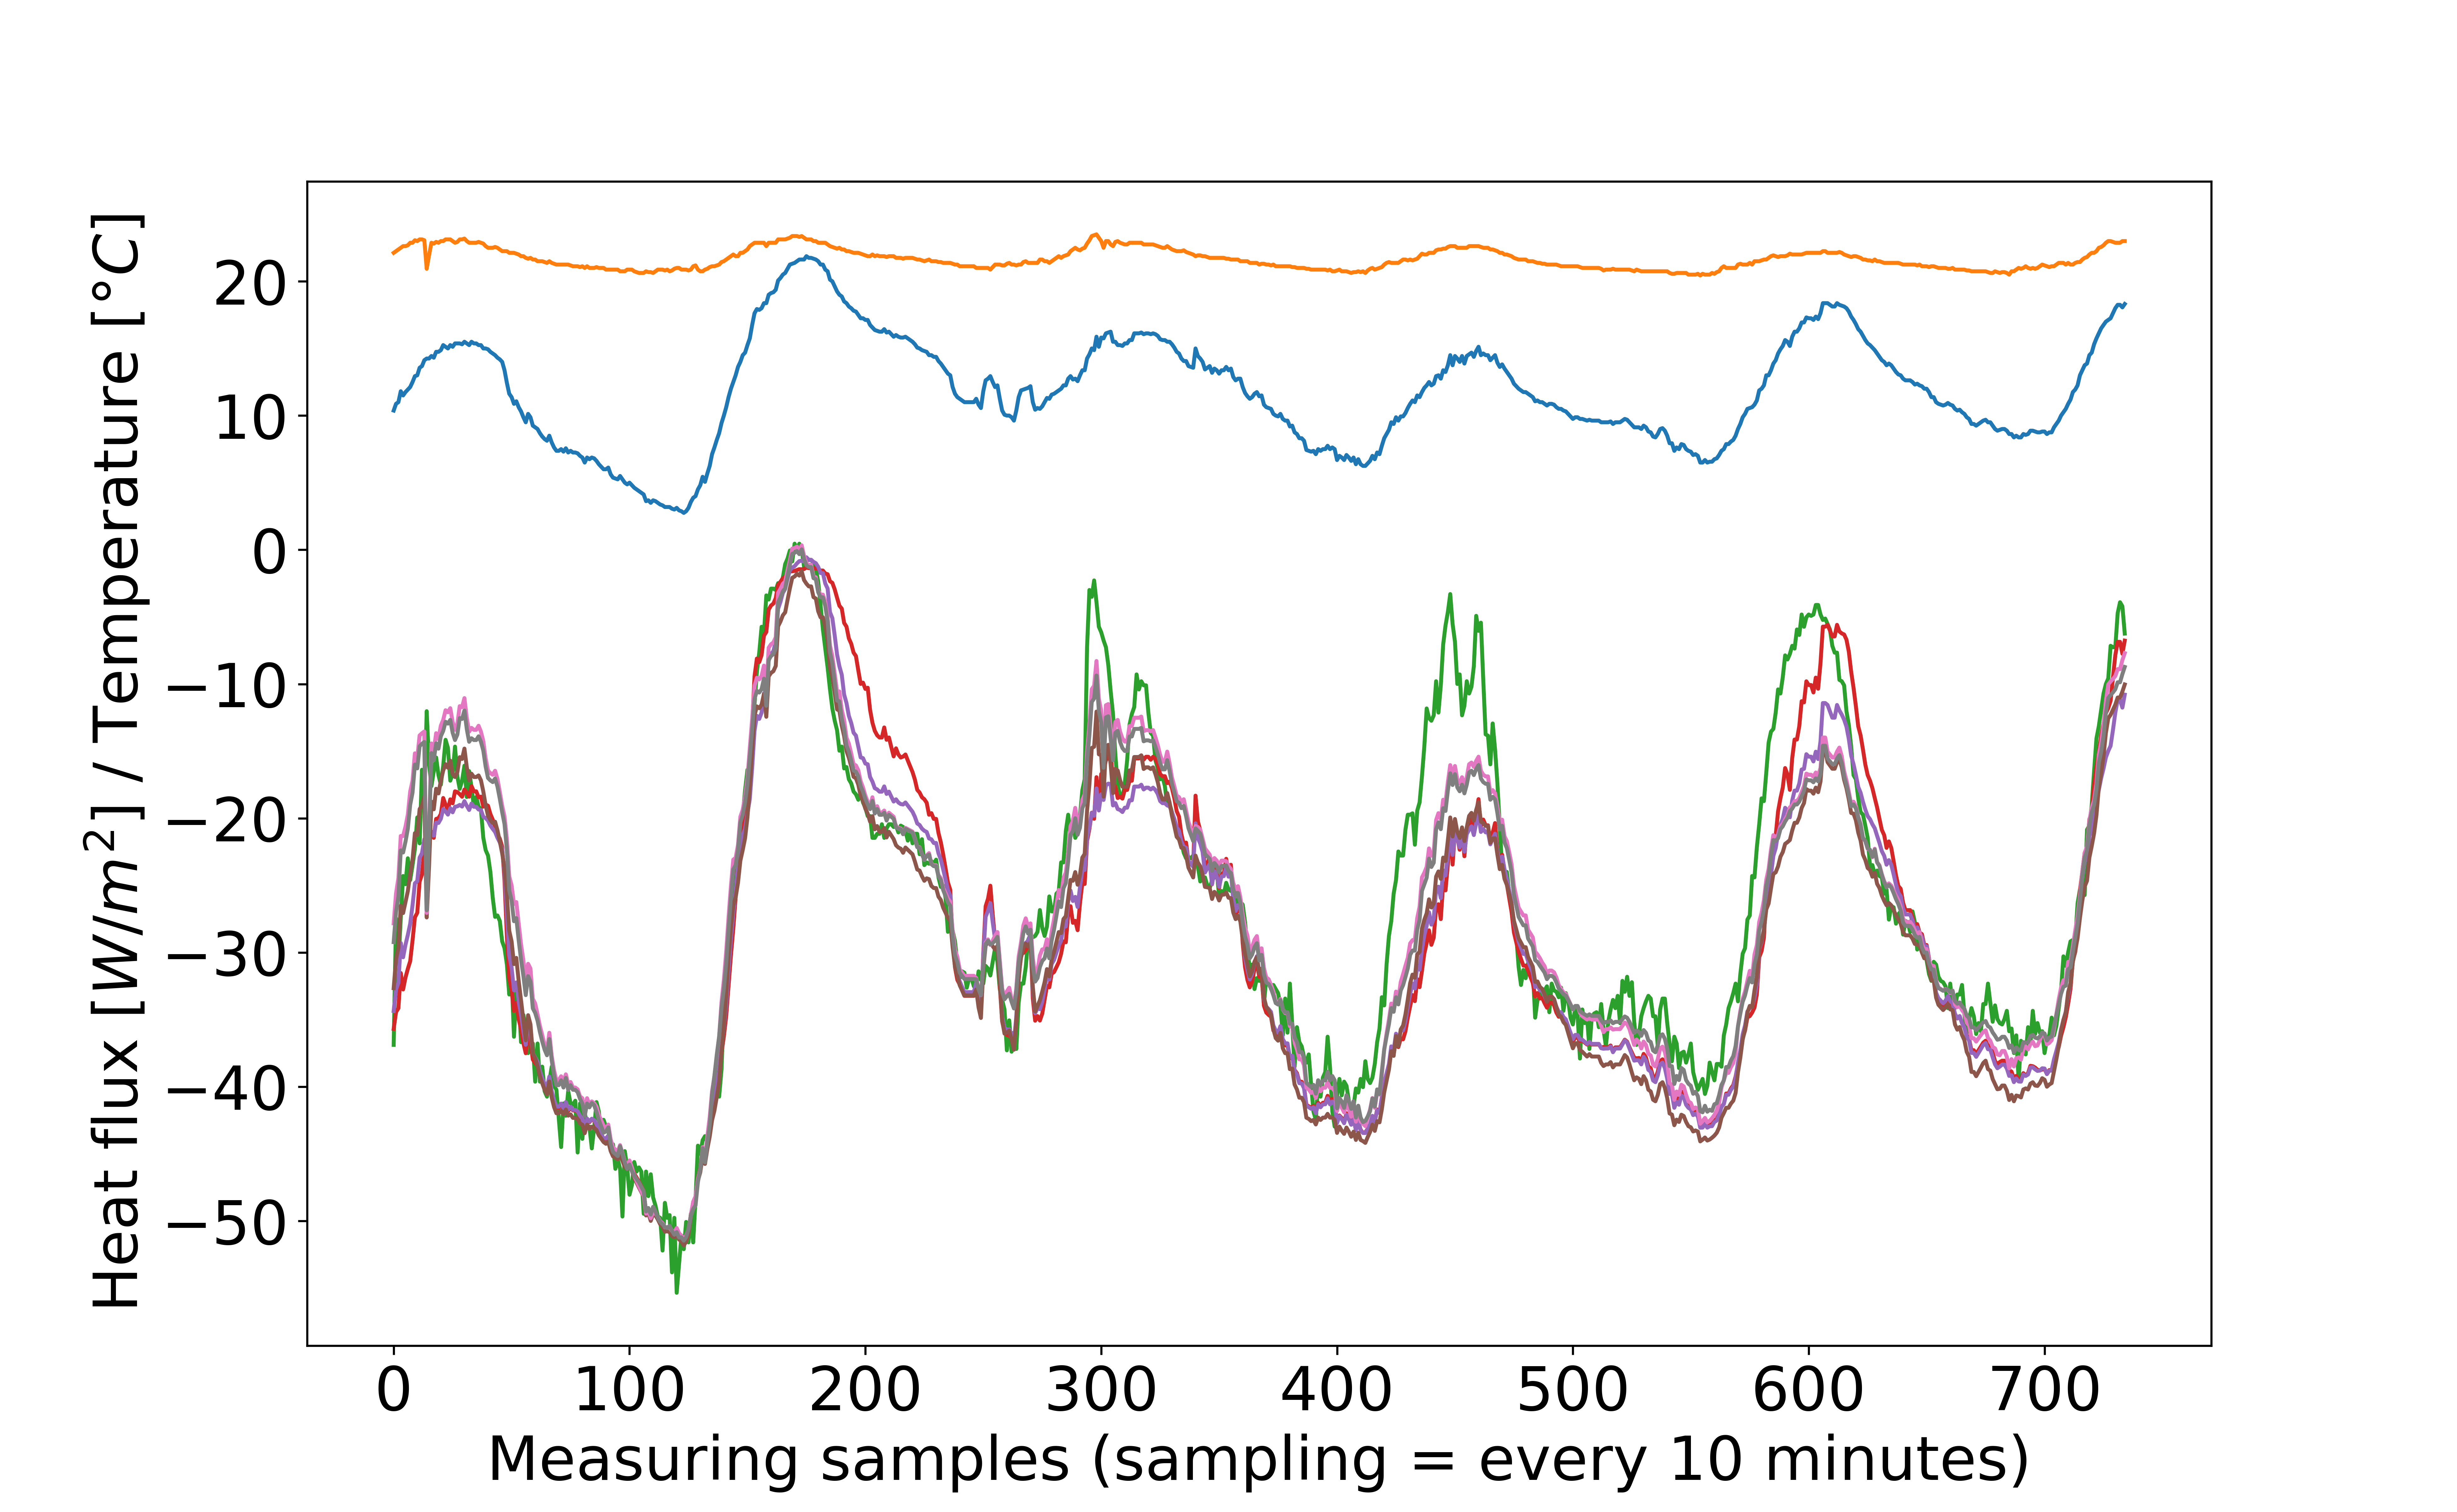 Heat flux [W/m²] / Temperature [°C]
20
10
0
−10
−20
−30
−40
−50
0 100 200 300 400 500 600 700
Measuring samples (sampling = every 10 minutes)